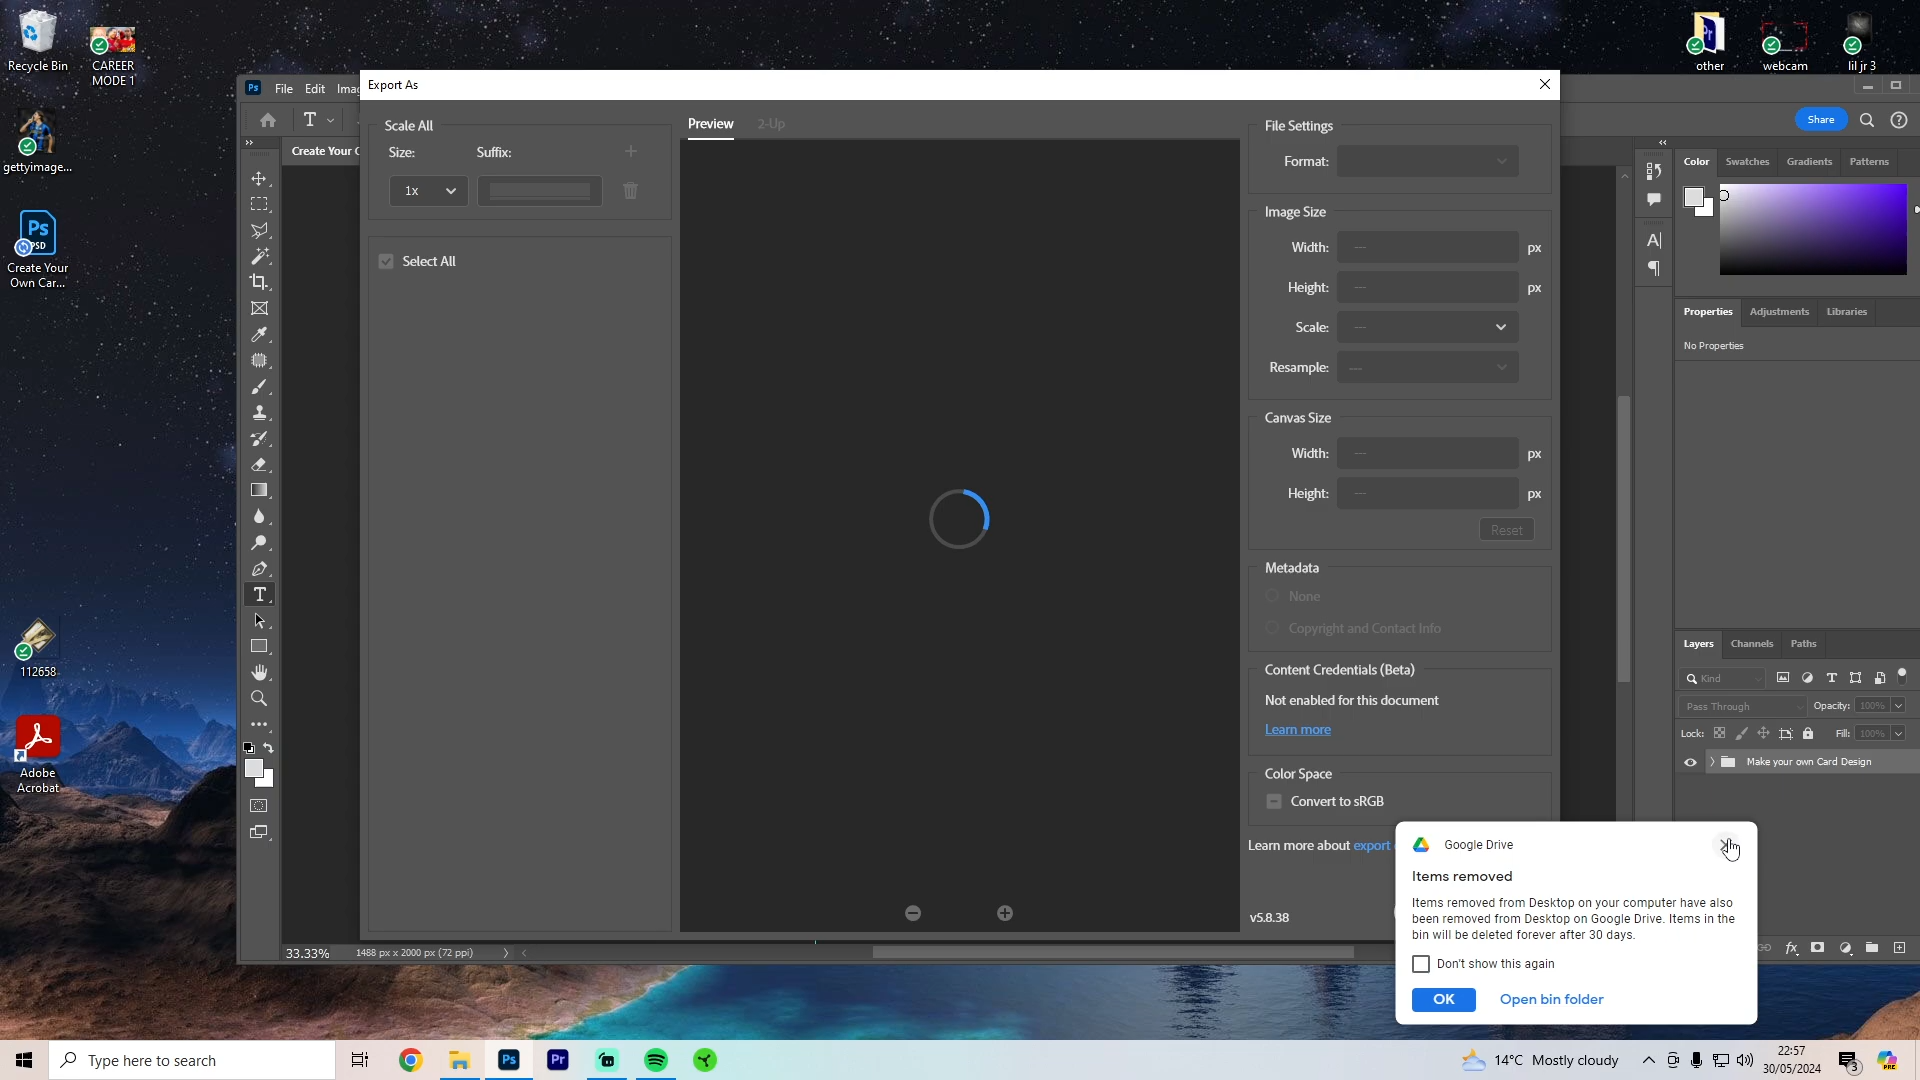 Recycle Bin
CAREER
MODE 1
gettyimage...
Create Your
Own Car...
112658
Adobe
Acrobat
other
webcam
lil jr 3
Ps
File
Edit
Export As
Share
Create Your
Scale All
Size:
Suffix:
1x
Select All
Preview
2-Up
File Settings
Format:
Image Size
Width:
px
Height:
px
Scale:
Resample:
Canvas Size
Width:
px
Height:
px
Reset
Metadata
None
Copyright and Contact Info
Content Credentials (Beta)
Not enabled for this document
Learn more
Color Space
Convert to sRGB
Learn more about export
v5.8.38
33.33%
1488 px x 2000 px (72 ppi)
Color
Swatches
Gradients
Patterns
Properties
Adjustments
Libraries
No Properties
Layers
Channels
Paths
Kind
Pass Through
Opacity:
100%
Lock:
Fill:
100%
Make your own Card Design
Google Drive
Items removed
Items removed from Desktop on your computer have also
been removed from Desktop on Google Drive. Items in the
bin will be deleted forever after 30 days.
Don't show this again
OK
Open bin folder
Type here to search
Ps
Pr
14°C Mostly cloudy
22:57
30/05/2024
3